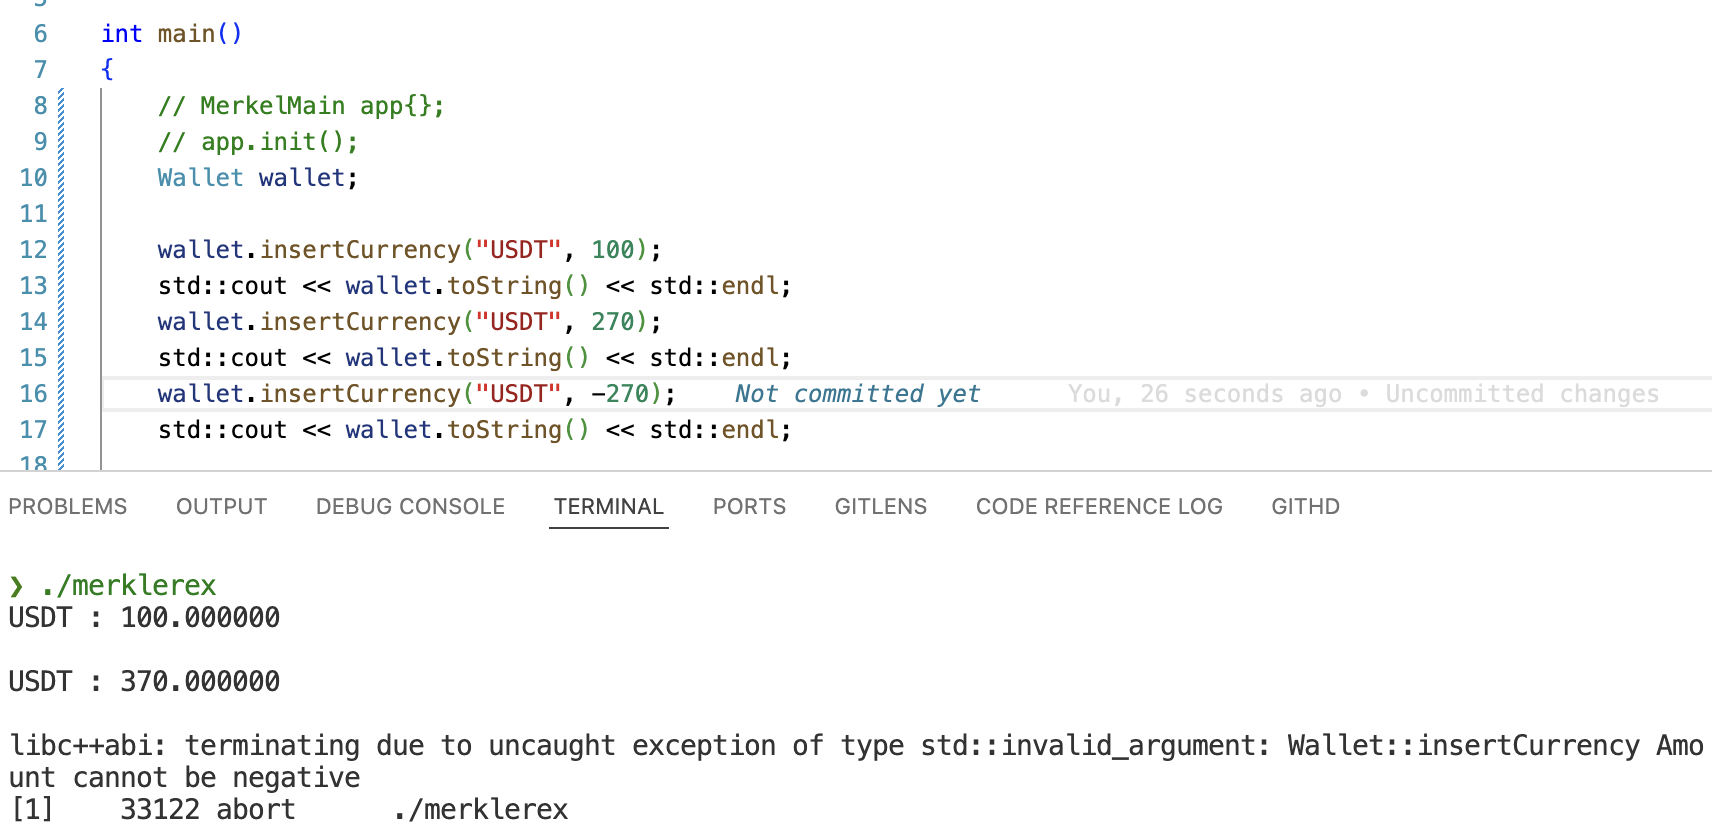 6 int main()
7 {
8 // MerkelMain app{};
9 // app.init();
10 Wallet wallet;
11
12 wallet.insertCurrency("USDT", 100);
13 std::cout << wallet.toString() << std::endl;
14 wallet.insertCurrency("USDT", 270);
15 std::cout << wallet.toString() << std::endl;
16 wallet.insertCurrency("USDT", -270); Not committed yet You, 26 seconds ago • Uncommitted changes
17 std::cout << wallet.toString() << std::endl;
18
PROBLEMS OUTPUT DEBUG CONSOLE TERMINAL PORTS GITLENS CODE REFERENCE LOG GITHD
❯ ./merklerex
USDT : 100.000000
USDT : 370.000000
libc++abi: terminating due to uncaught exception of type std::invalid_argument: Wallet::insertCurrency Amo
unt cannot be negative
[1] 33122 abort ./merklerex